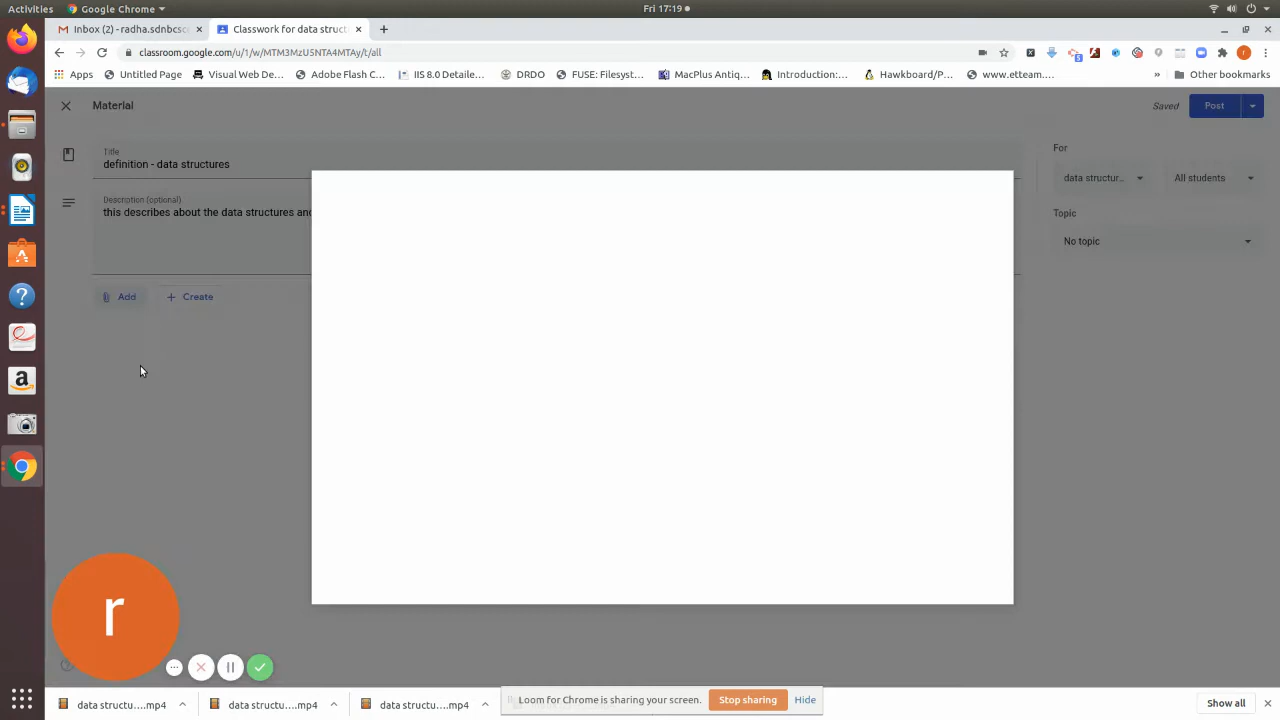 Activities Google Chrome Fri 17:19
Inbox (2) - radha.sdnbcsc Classwork for data struct
classroom.google.com/u/1/w/MTM3MzU5NTA4MTAy/t/all
Apps Untitled Page Visual Web De... Adobe Flash C... IIS 8.0 Detaile... DRDO FUSE: Filesyst... MacPlus Antiq... Introduction:... Hawkboard/P... www.etteam.... » Other bookmarks
Material Saved Post
Title
definition - data structures
Description (optional)
this describes about the data structures and
Add Create
For
data structur... All students
Topic
No topic
r
data structu....mp4 data structu....mp4 data structu....mp4 Loom for Chrome is sharing your screen. Stop sharing Hide Show all